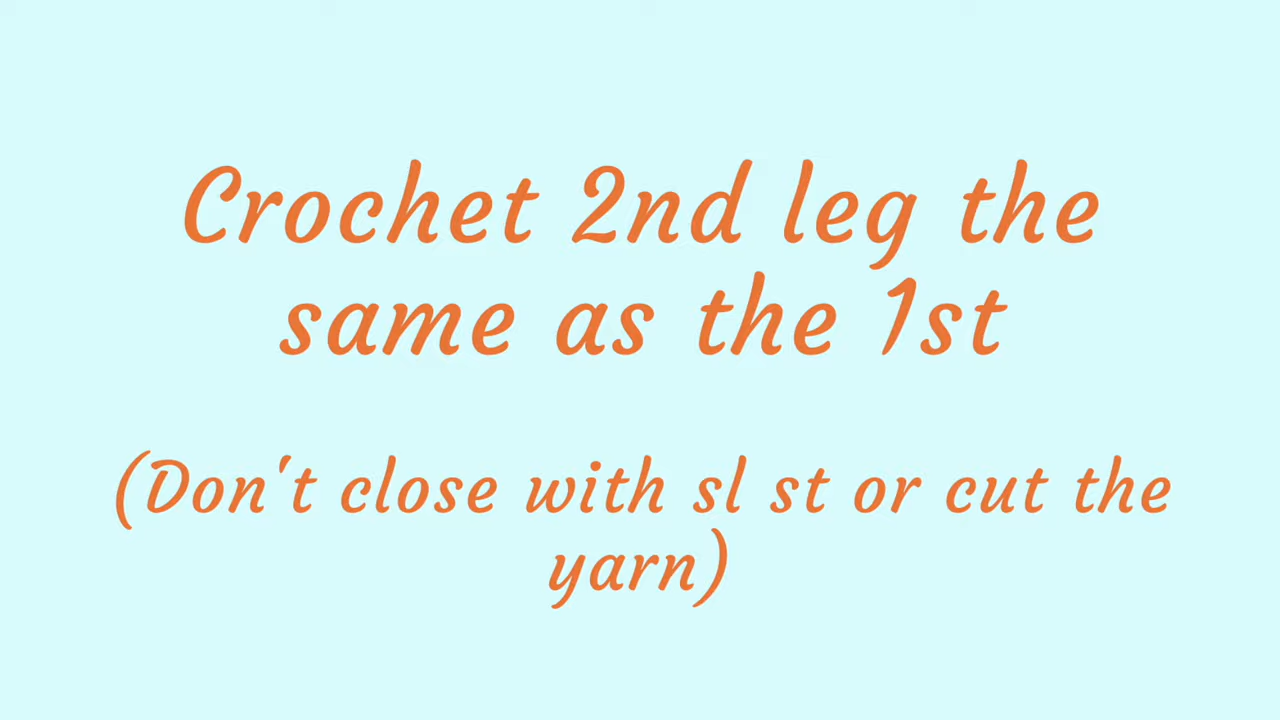 Crochet 2nd leg the
same as the 1st
(Don't close with sl st or cut the
yarn)